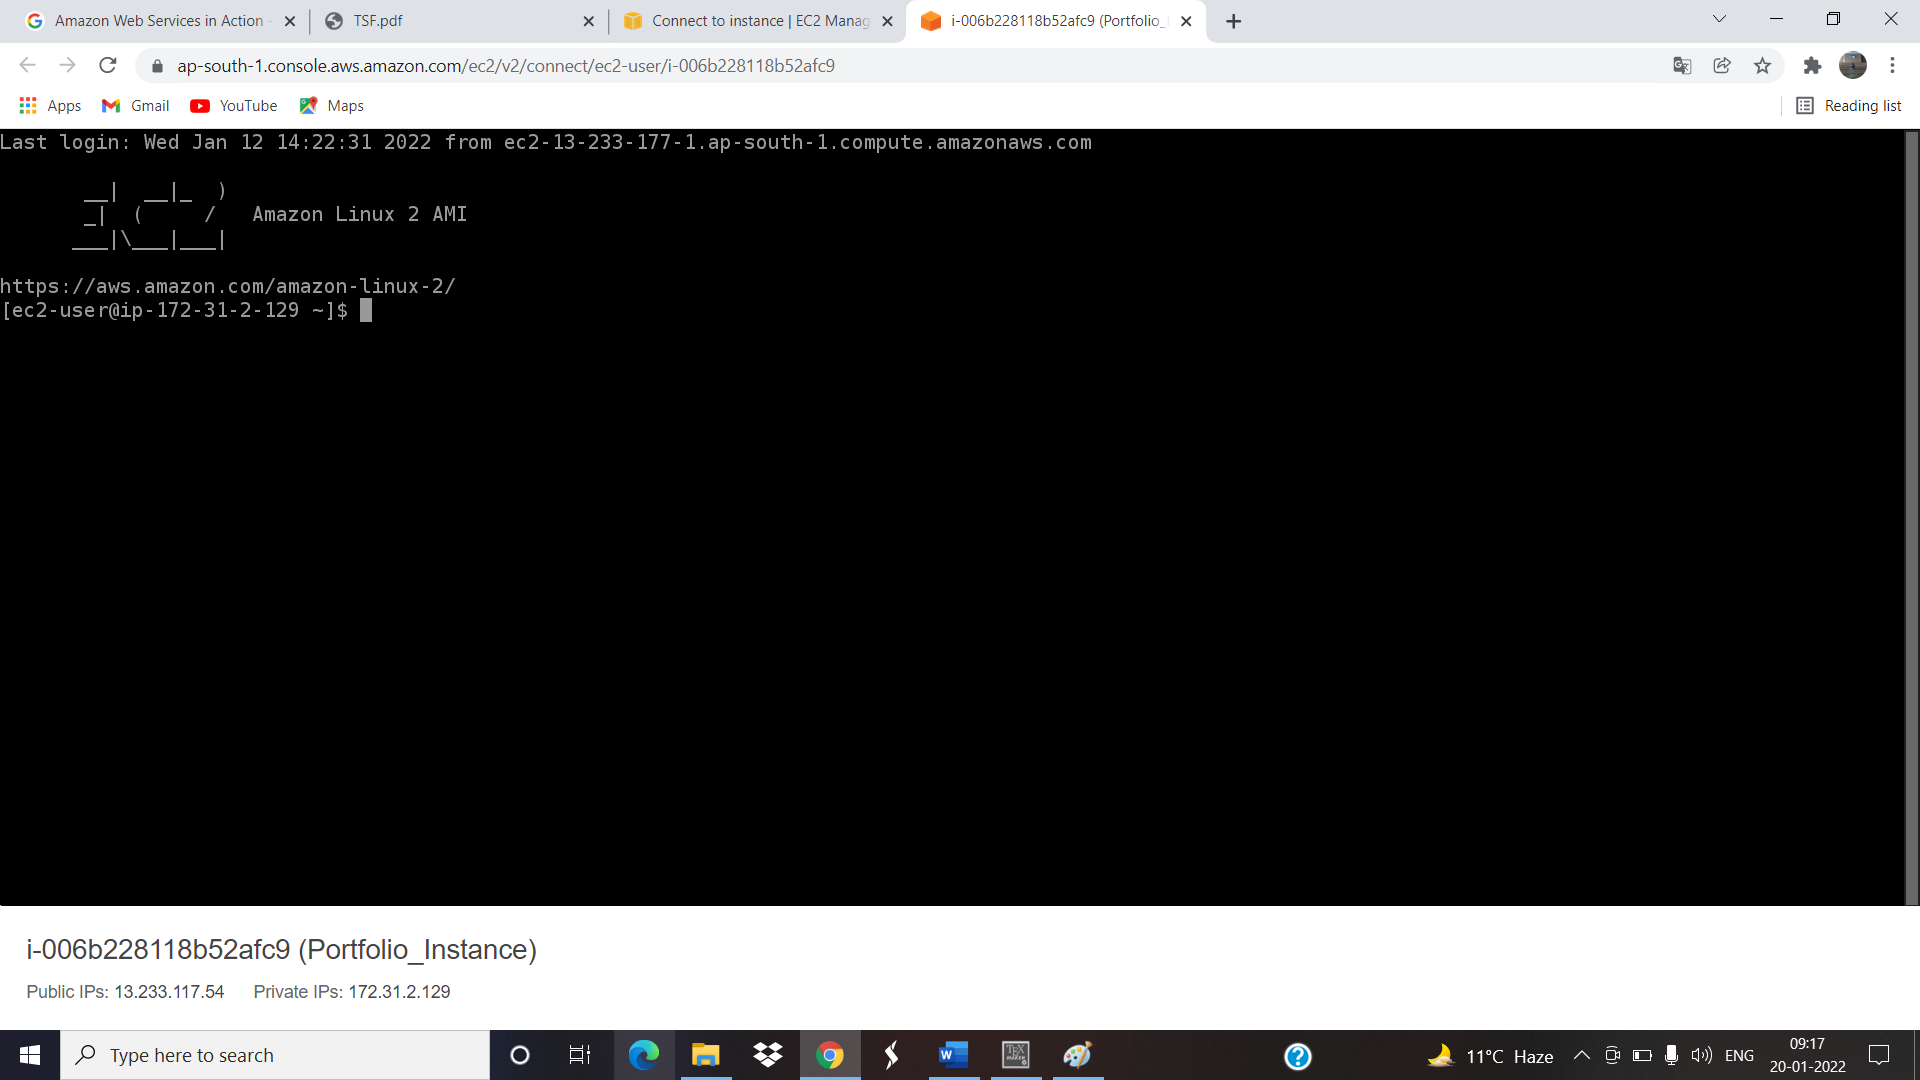 Amazon Web Services in Action -
TSF.pdf
Connect to instance | EC2 Manag
i-006b228118b52afc9 (Portfolio_I
ap-south-1.console.aws.amazon.com/ec2/v2/connect/ec2-user/i-006b228118b52afc9
Apps
Gmail
YouTube
Maps
Reading list
Last login: Wed Jan 12 14:22:31 2022 from ec2-13-233-177-1.ap-south-1.compute.amazonaws.com
       __|  __|_  )
       _|  (     /   Amazon Linux 2 AMI
      ___|\___|___|
https://aws.amazon.com/amazon-linux-2/
[ec2-user@ip-172-31-2-129 ~]$
i-006b228118b52afc9 (Portfolio_Instance)
Public IPs: 13.233.117.54 Private IPs: 172.31.2.129
Type here to search
11°C Haze
ENG
09:17
20-01-2022